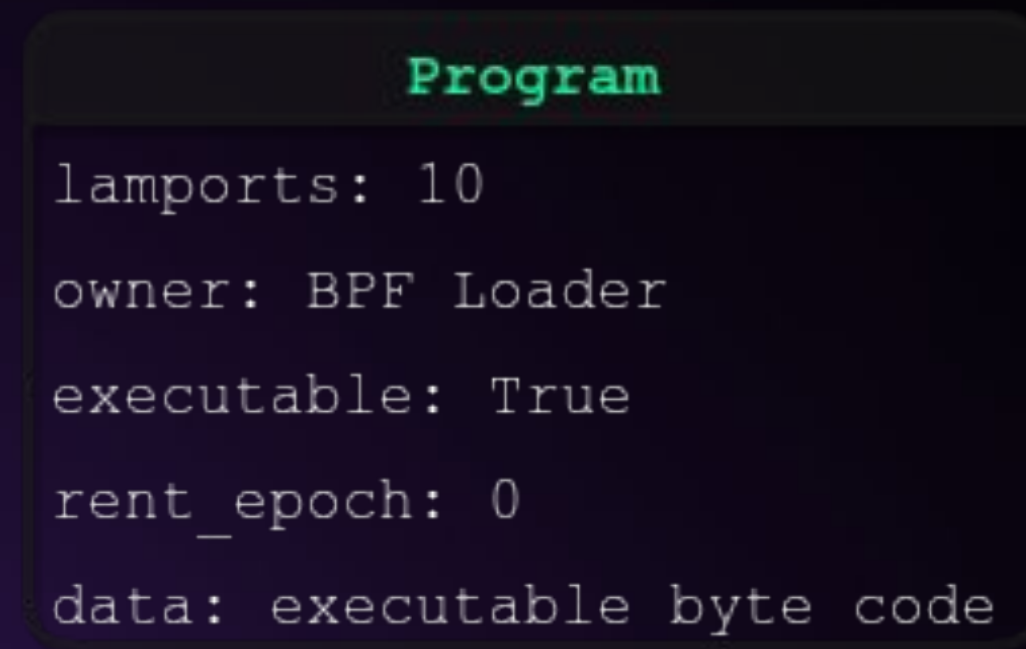 Program
lamports: 10
owner: BPF Loader
executable: True
rent_epoch: 0
data: executable byte code